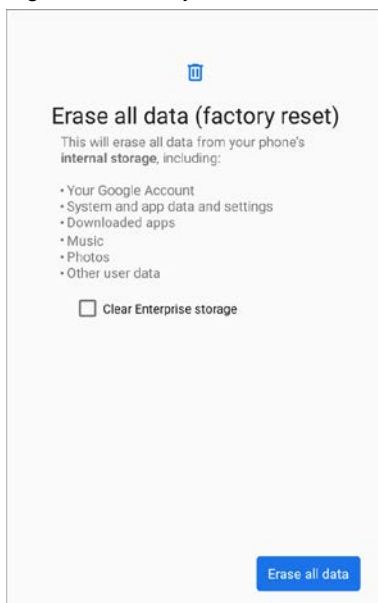 Erase all data (factory reset)
This will erase all data from your phone's
internal storage, including:
• Your Google Account
• System and app data and settings
• Downloaded apps
• Music
• Photos
• Other user data
Clear Enterprise storage
Erase all data